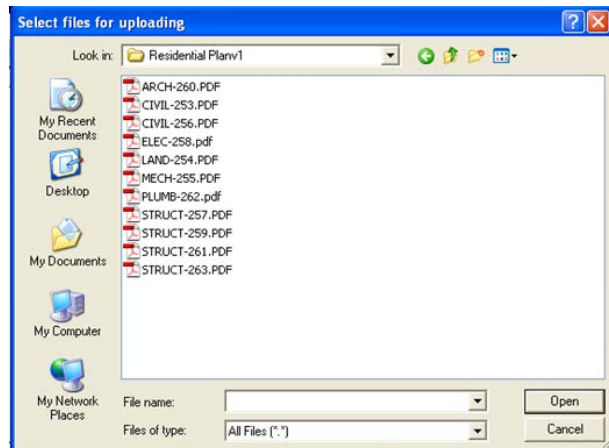 Select files for uploading
Look in: Residential Planv1
ARCH-260.PDF
CIVIL-253.PDF
CIVIL-256.PDF
ELEC-258.pdf
LAND-254.PDF
MECH-255.PDF
PLUMB-262.pdf
STRUCT-257.PDF
STRUCT-259.PDF
STRUCT-261.PDF
STRUCT-263.PDF
My Recent
Documents
Desktop
My Documents
My Computer
My Network
Places
File name:
Open
Files of type: All Files (*.*)
Cancel